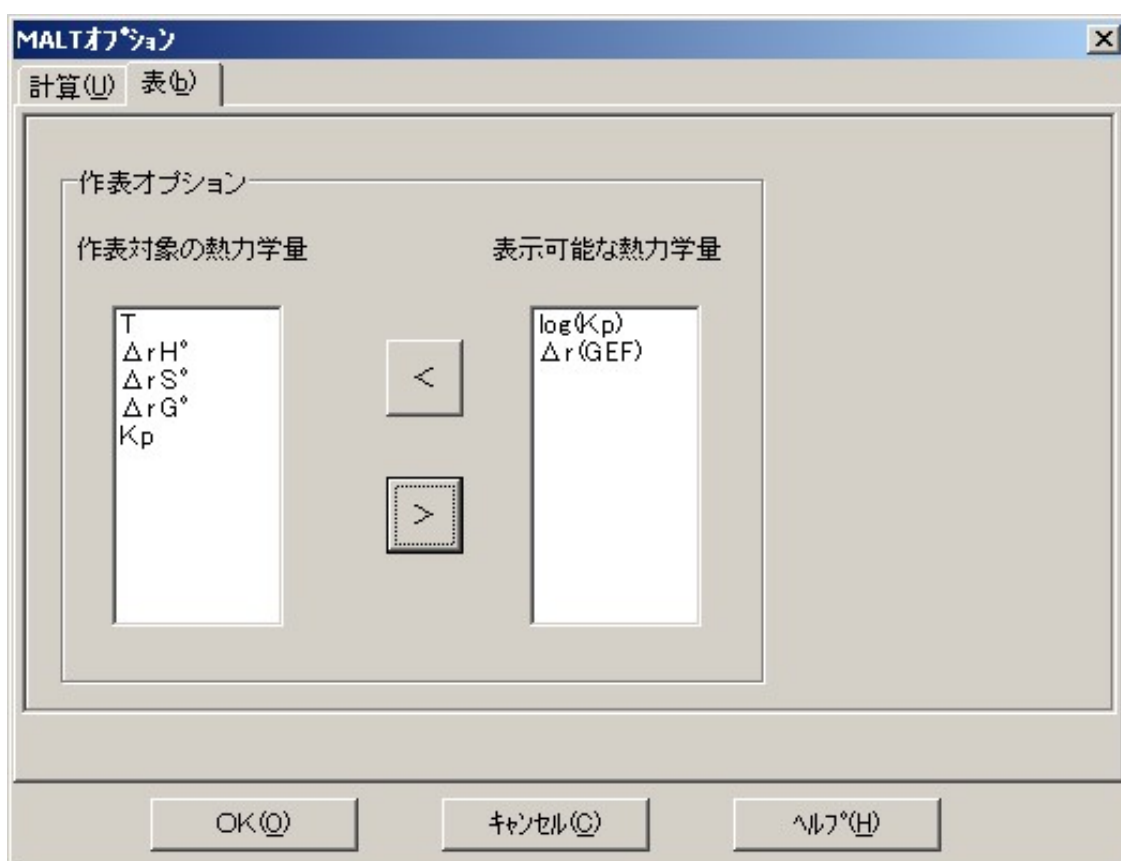 MALTｵﾌﾟｼｮﾝ
計算(U) 表(b)
作表オプション
作表対象の熱力学量 表示可能な熱力学量
T
ΔrH°
ΔrS°
ΔrG°
Kp
<
>
log(Kp)
Δr(GEF)
OK(O) ｷｬﾝｾﾙ(C) ﾍﾙﾌﾟ(H)